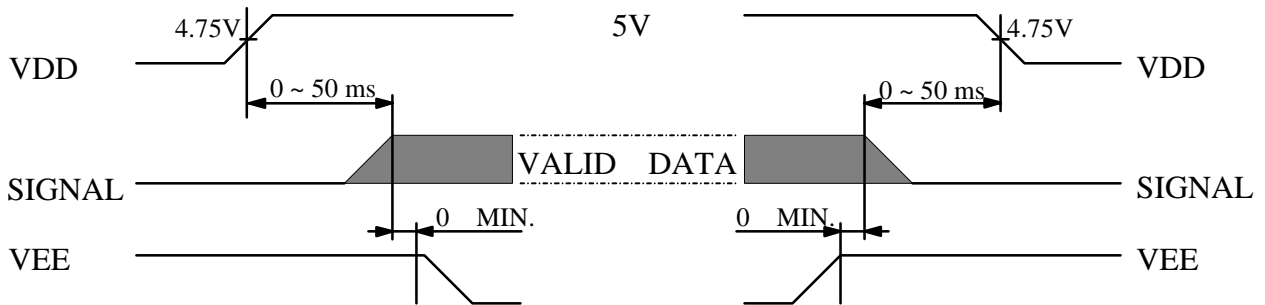 4.75V 5V 4.75V
VDD VDD
0 ~ 50 ms 0 ~ 50 ms
VALID DATA
SIGNAL SIGNAL
0 MIN. 0 MIN.
VEE VEE